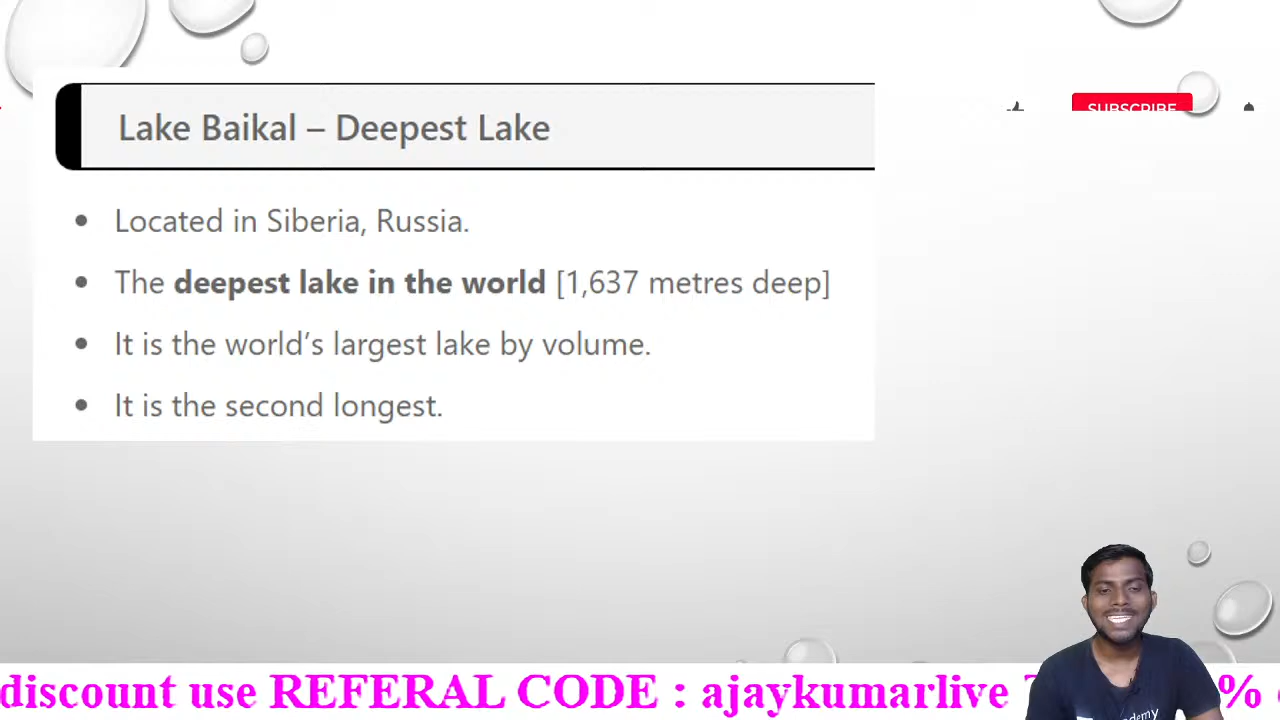 Lake Baikal – Deepest Lake
SUBSCRIBE
• Located in Siberia, Russia.
• The deepest lake in the world [1,637 metres deep]
• It is the world’s largest lake by volume.
• It is the second longest.
discount use REFERAL CODE : ajaykumarlive %